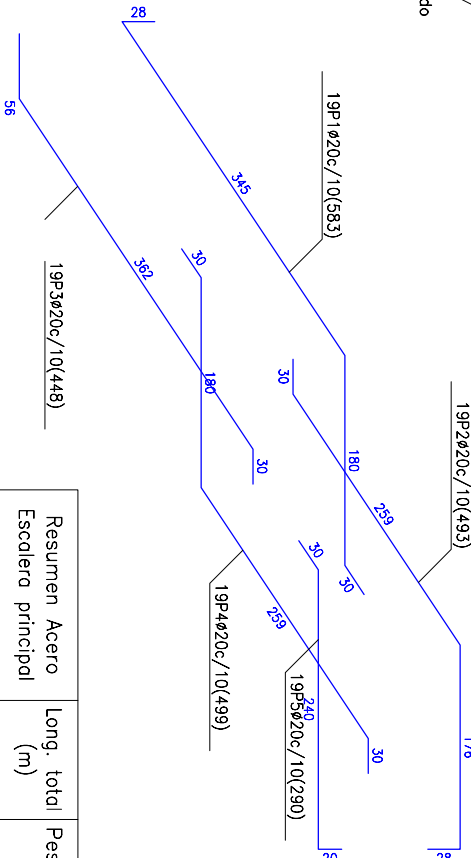 do
28
19P1ø20c/10(583)
345
56
362
30
19P3ø20c/10(448)
180
30
30
180
30
19P2ø20c/10(493)
259
30
259
19P4ø20c/10(499)
19P5ø20c/10(290)
240
30
28
Resumen Acero
Escalera principal
Long. total
(m)